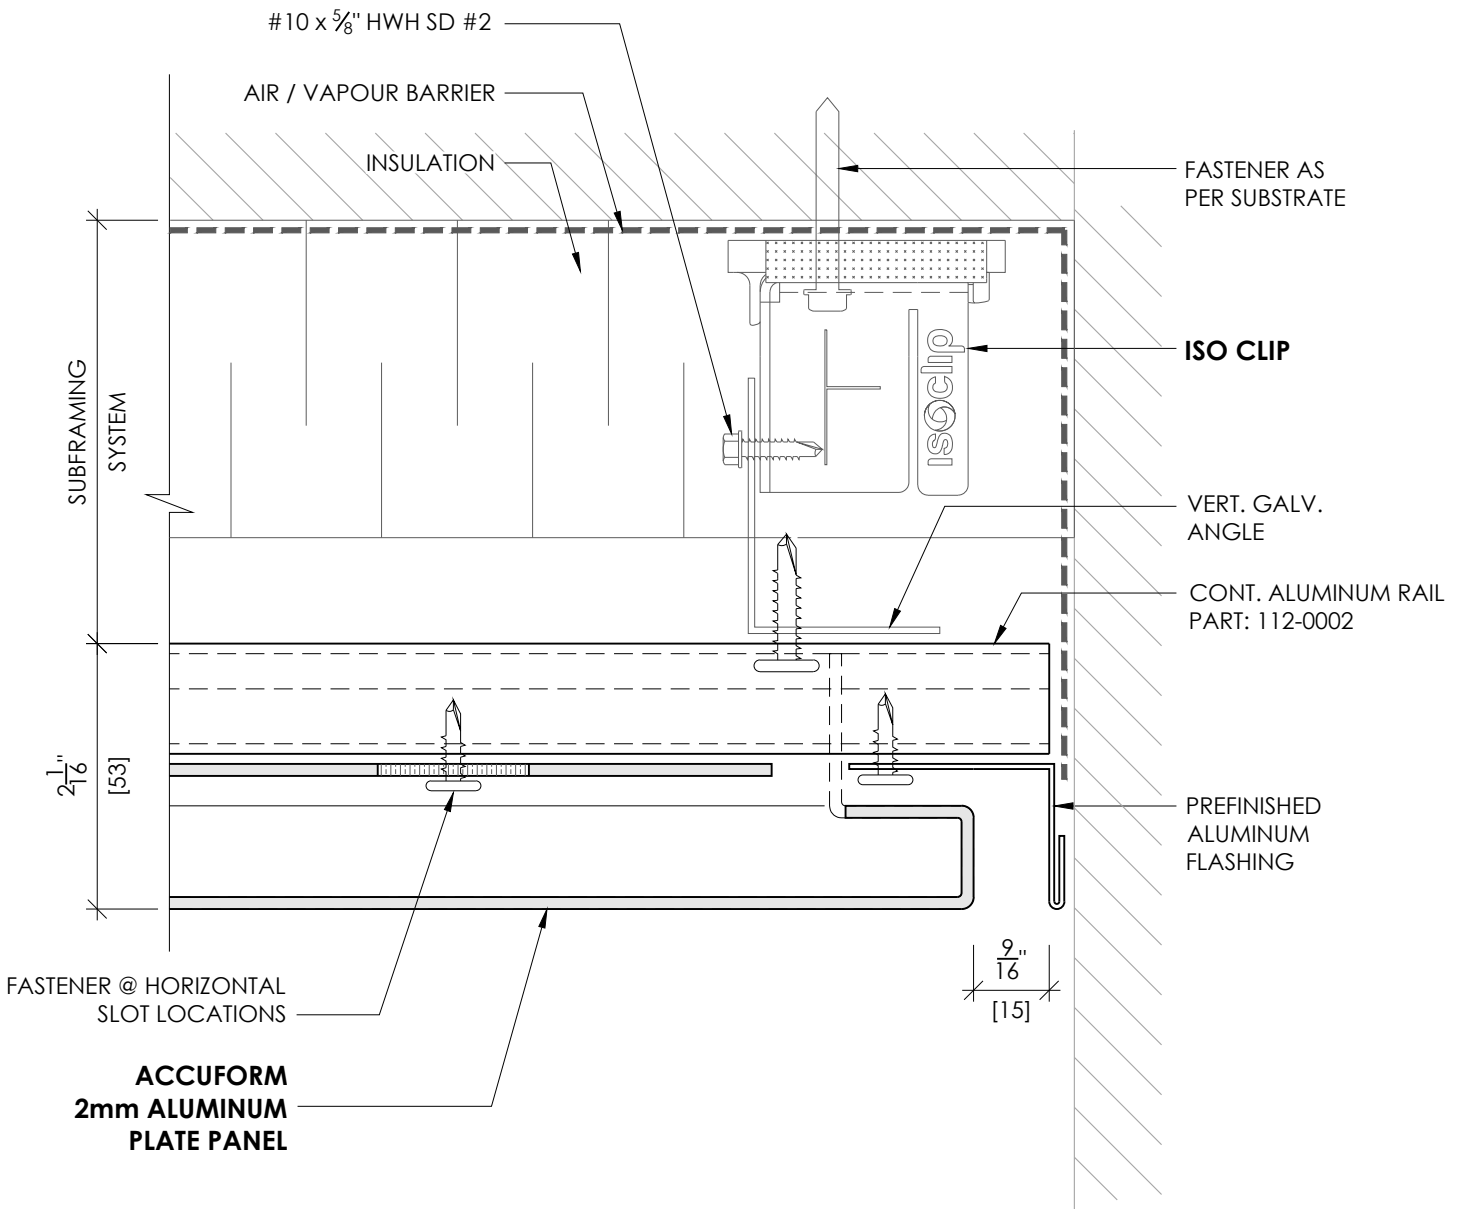 #10 x 5/8" HWH SD #2
AIR / VAPOUR BARRIER
INSULATION
FASTENER AS
PER SUBSTRATE
ISO CLIP
isoclip
SUBFRAMING
SYSTEM
VERT. GALV.
ANGLE
CONT. ALUMINUM RAIL
PART: 112-0002
2 1/16"
[53]
PREFINISHED
ALUMINUM
FLASHING
9/16"
[15]
FASTENER @ HORIZONTAL
SLOT LOCATIONS
ACCUFORM
2mm ALUMINUM
PLATE PANEL